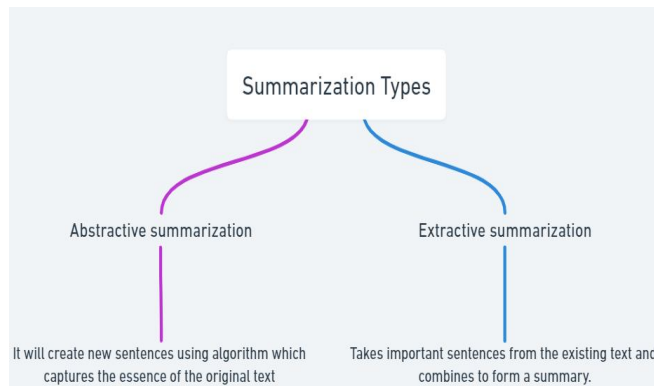 Summarization Types
Abstractive summarization
Extractive summarization
It will create new sentences using algorithm which
captures the essence of the original text
Takes important sentences from the existing text and
combines to form a summary.